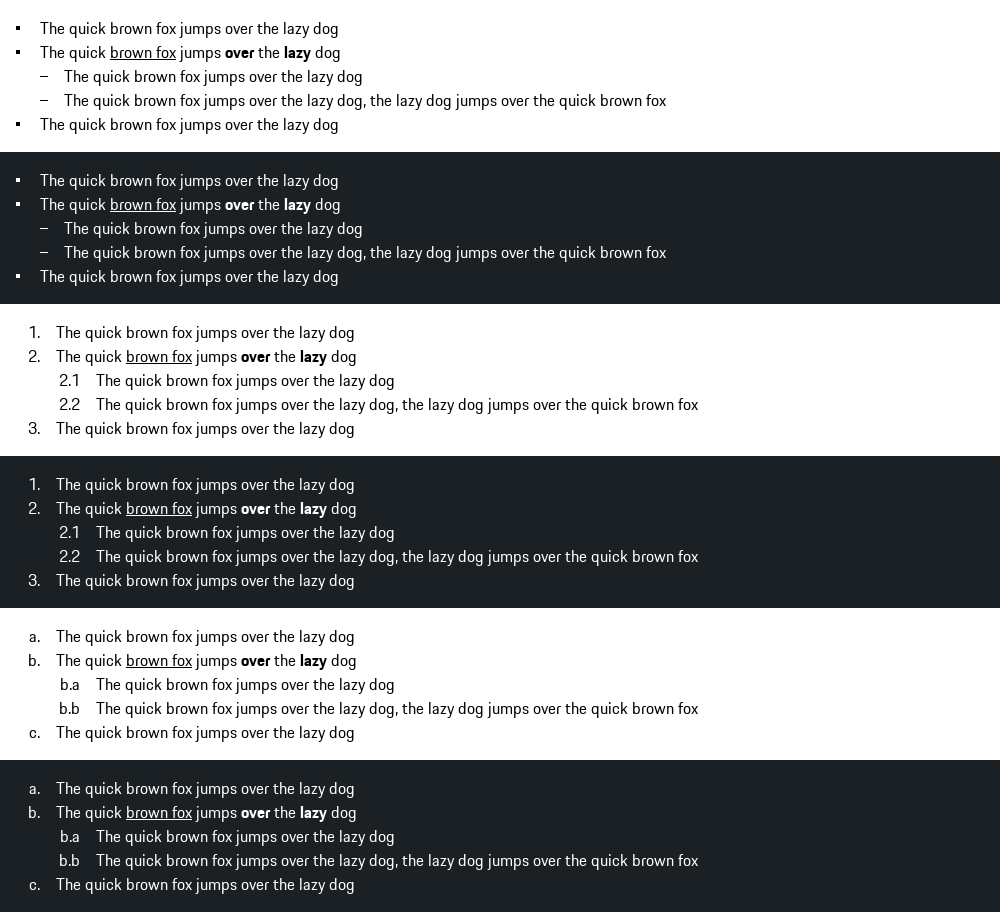 ▪ The quick brown fox jumps over the lazy dog
▪ The quick brown fox jumps over the lazy dog
– The quick brown fox jumps over the lazy dog
– The quick brown fox jumps over the lazy dog, the lazy dog jumps over the quick brown fox
▪ The quick brown fox jumps over the lazy dog
▪ The quick brown fox jumps over the lazy dog
▪ The quick brown fox jumps over the lazy dog
– The quick brown fox jumps over the lazy dog
– The quick brown fox jumps over the lazy dog, the lazy dog jumps over the quick brown fox
▪ The quick brown fox jumps over the lazy dog
1. The quick brown fox jumps over the lazy dog
2. The quick brown fox jumps over the lazy dog
2.1 The quick brown fox jumps over the lazy dog
2.2 The quick brown fox jumps over the lazy dog, the lazy dog jumps over the quick brown fox
3. The quick brown fox jumps over the lazy dog
1. The quick brown fox jumps over the lazy dog
2. The quick brown fox jumps over the lazy dog
2.1 The quick brown fox jumps over the lazy dog
2.2 The quick brown fox jumps over the lazy dog, the lazy dog jumps over the quick brown fox
3. The quick brown fox jumps over the lazy dog
a. The quick brown fox jumps over the lazy dog
b. The quick brown fox jumps over the lazy dog
b.a The quick brown fox jumps over the lazy dog
b.b The quick brown fox jumps over the lazy dog, the lazy dog jumps over the quick brown fox
c. The quick brown fox jumps over the lazy dog
a. The quick brown fox jumps over the lazy dog
b. The quick brown fox jumps over the lazy dog
b.a The quick brown fox jumps over the lazy dog
b.b The quick brown fox jumps over the lazy dog, the lazy dog jumps over the quick brown fox
c. The quick brown fox jumps over the lazy dog